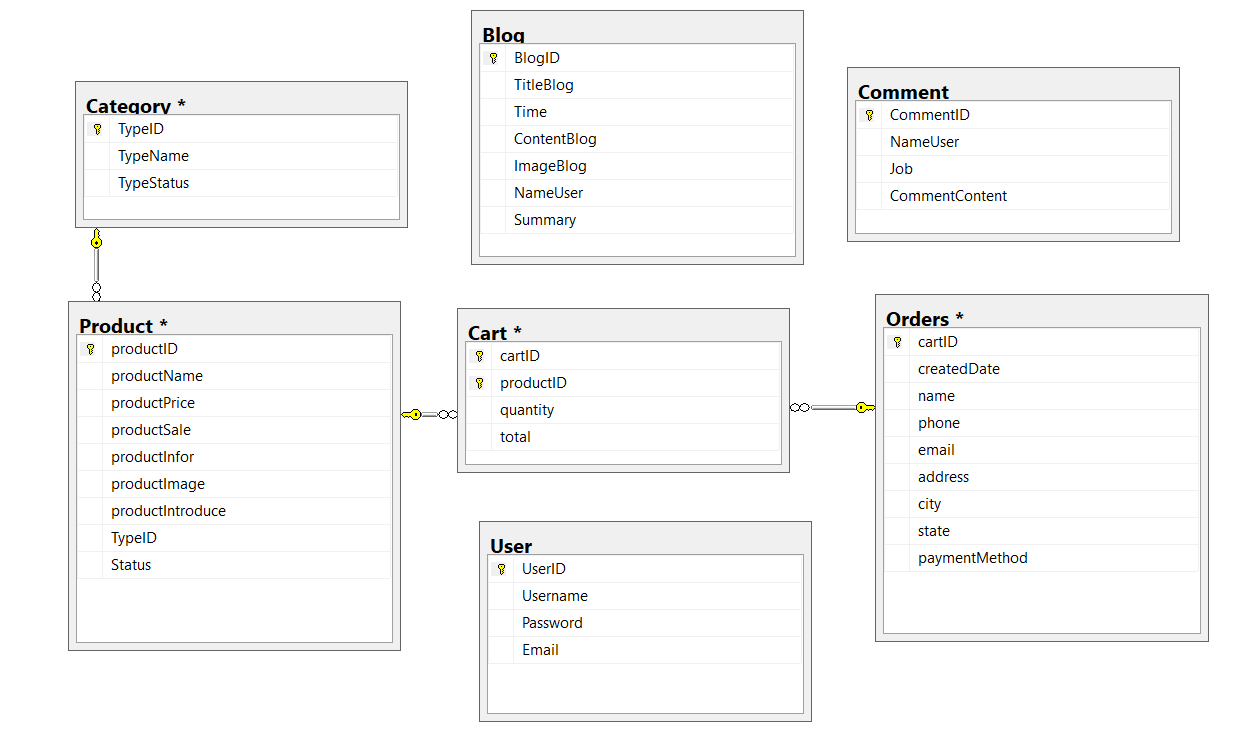 Blog
BlogID
TitleBlog
Time
ContentBlog
ImageBlog
NameUser
Summary
Category *
TypeID
TypeName
TypeStatus
Comment
CommentID
NameUser
Job
CommentContent
Product *
productID
productName
productPrice
productSale
productInfor
productImage
productIntroduce
TypeID
Status
Cart *
cartID
productID
quantity
total
Orders *
cartID
createdDate
name
phone
email
address
city
state
paymentMethod
User
UserID
Username
Password
Email